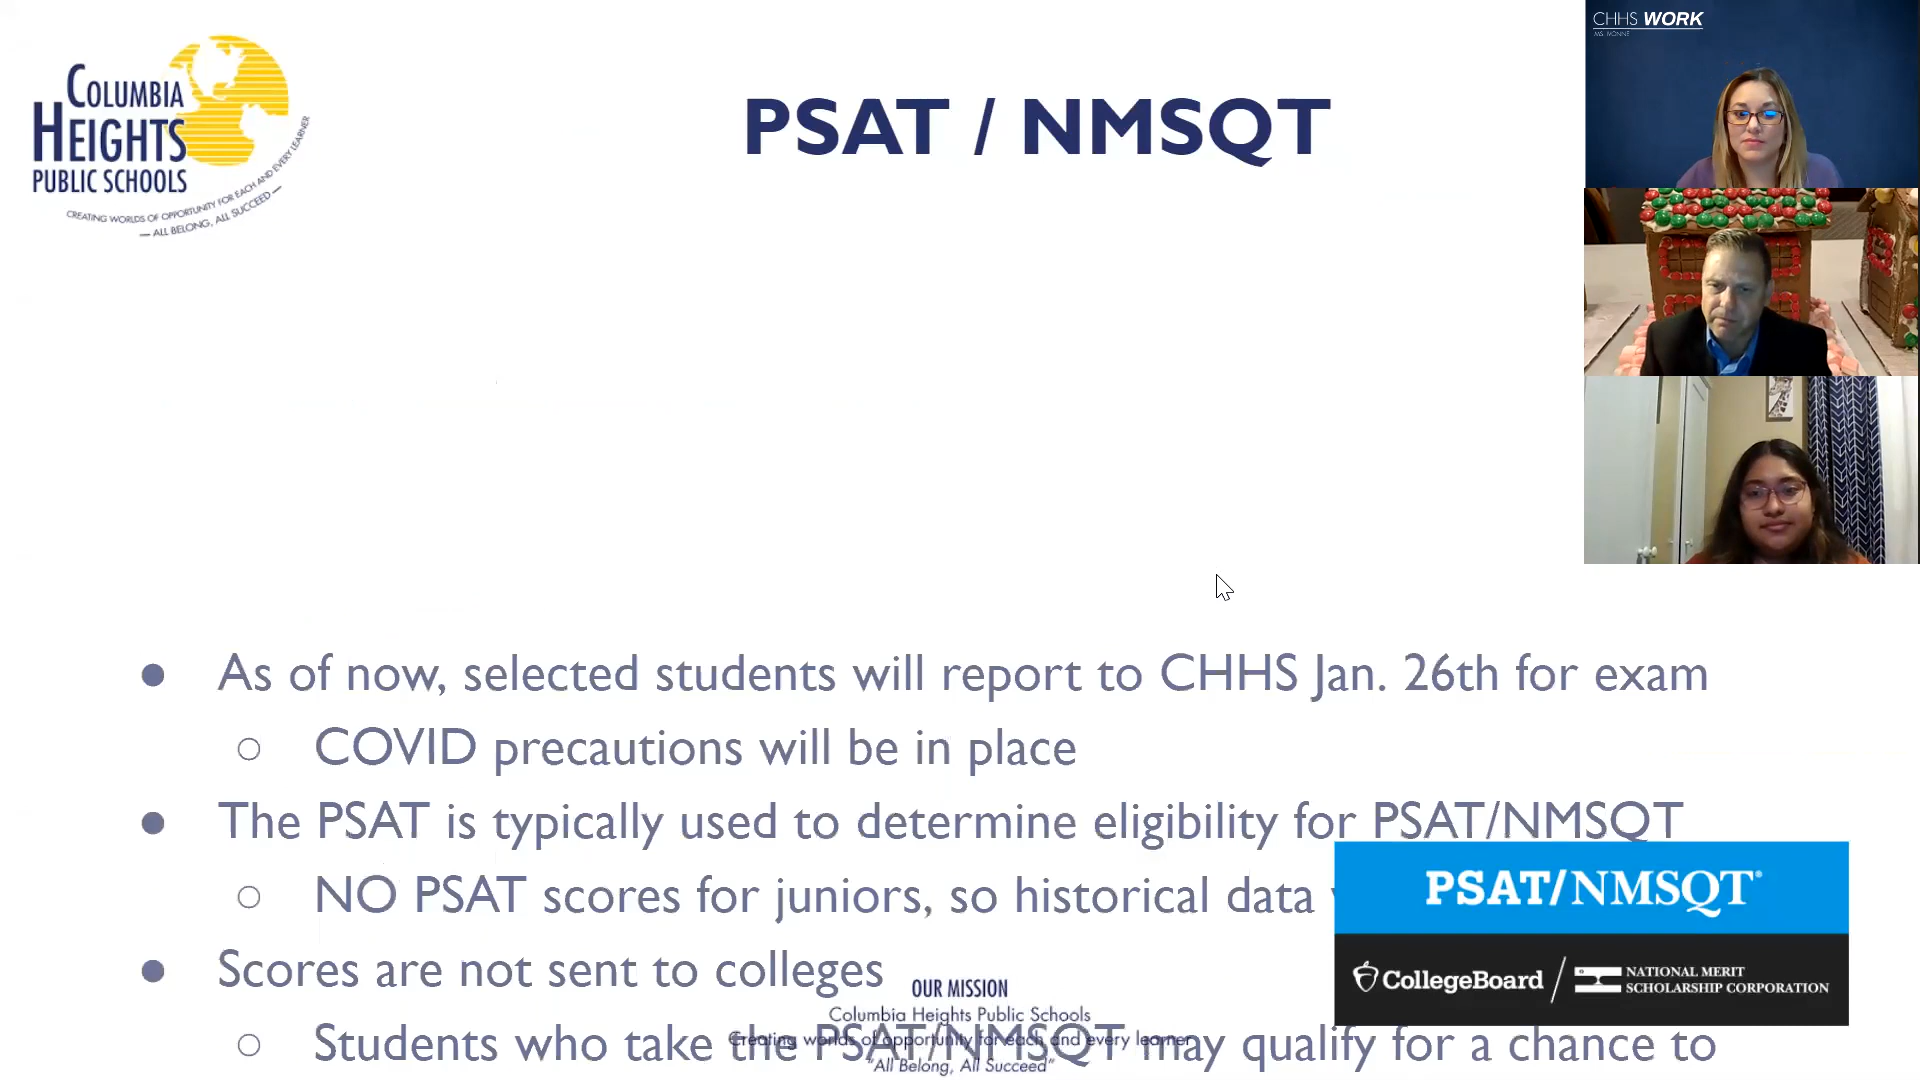 COLUMBIA
HEIGHTS
PUBLIC SCHOOLS
CREATING WORLDS OF OPPORTUNITY FOR EACH AND EVERY LEARNER
— ALL BELONG, ALL SUCCEED —
PSAT / NMSQT
CHHS WORK
MS. MONNE
● As of now, selected students will report to CHHS Jan. 26th for exam
○ COVID precautions will be in place
● The PSAT is typically used to determine eligibility for PSAT/NMSQT
○ NO PSAT scores for juniors, so historical data
PSAT/NMSQT®
CollegeBoard / NATIONAL MERIT
SCHOLARSHIP CORPORATION
● Scores are not sent to colleges
OUR MISSION
Columbia Heights Public Schools
Creating worlds of opportunity for each and every learner
○ Students who take the PSAT/NMSQT may qualify for a chance to
"All Belong, All Succeed"